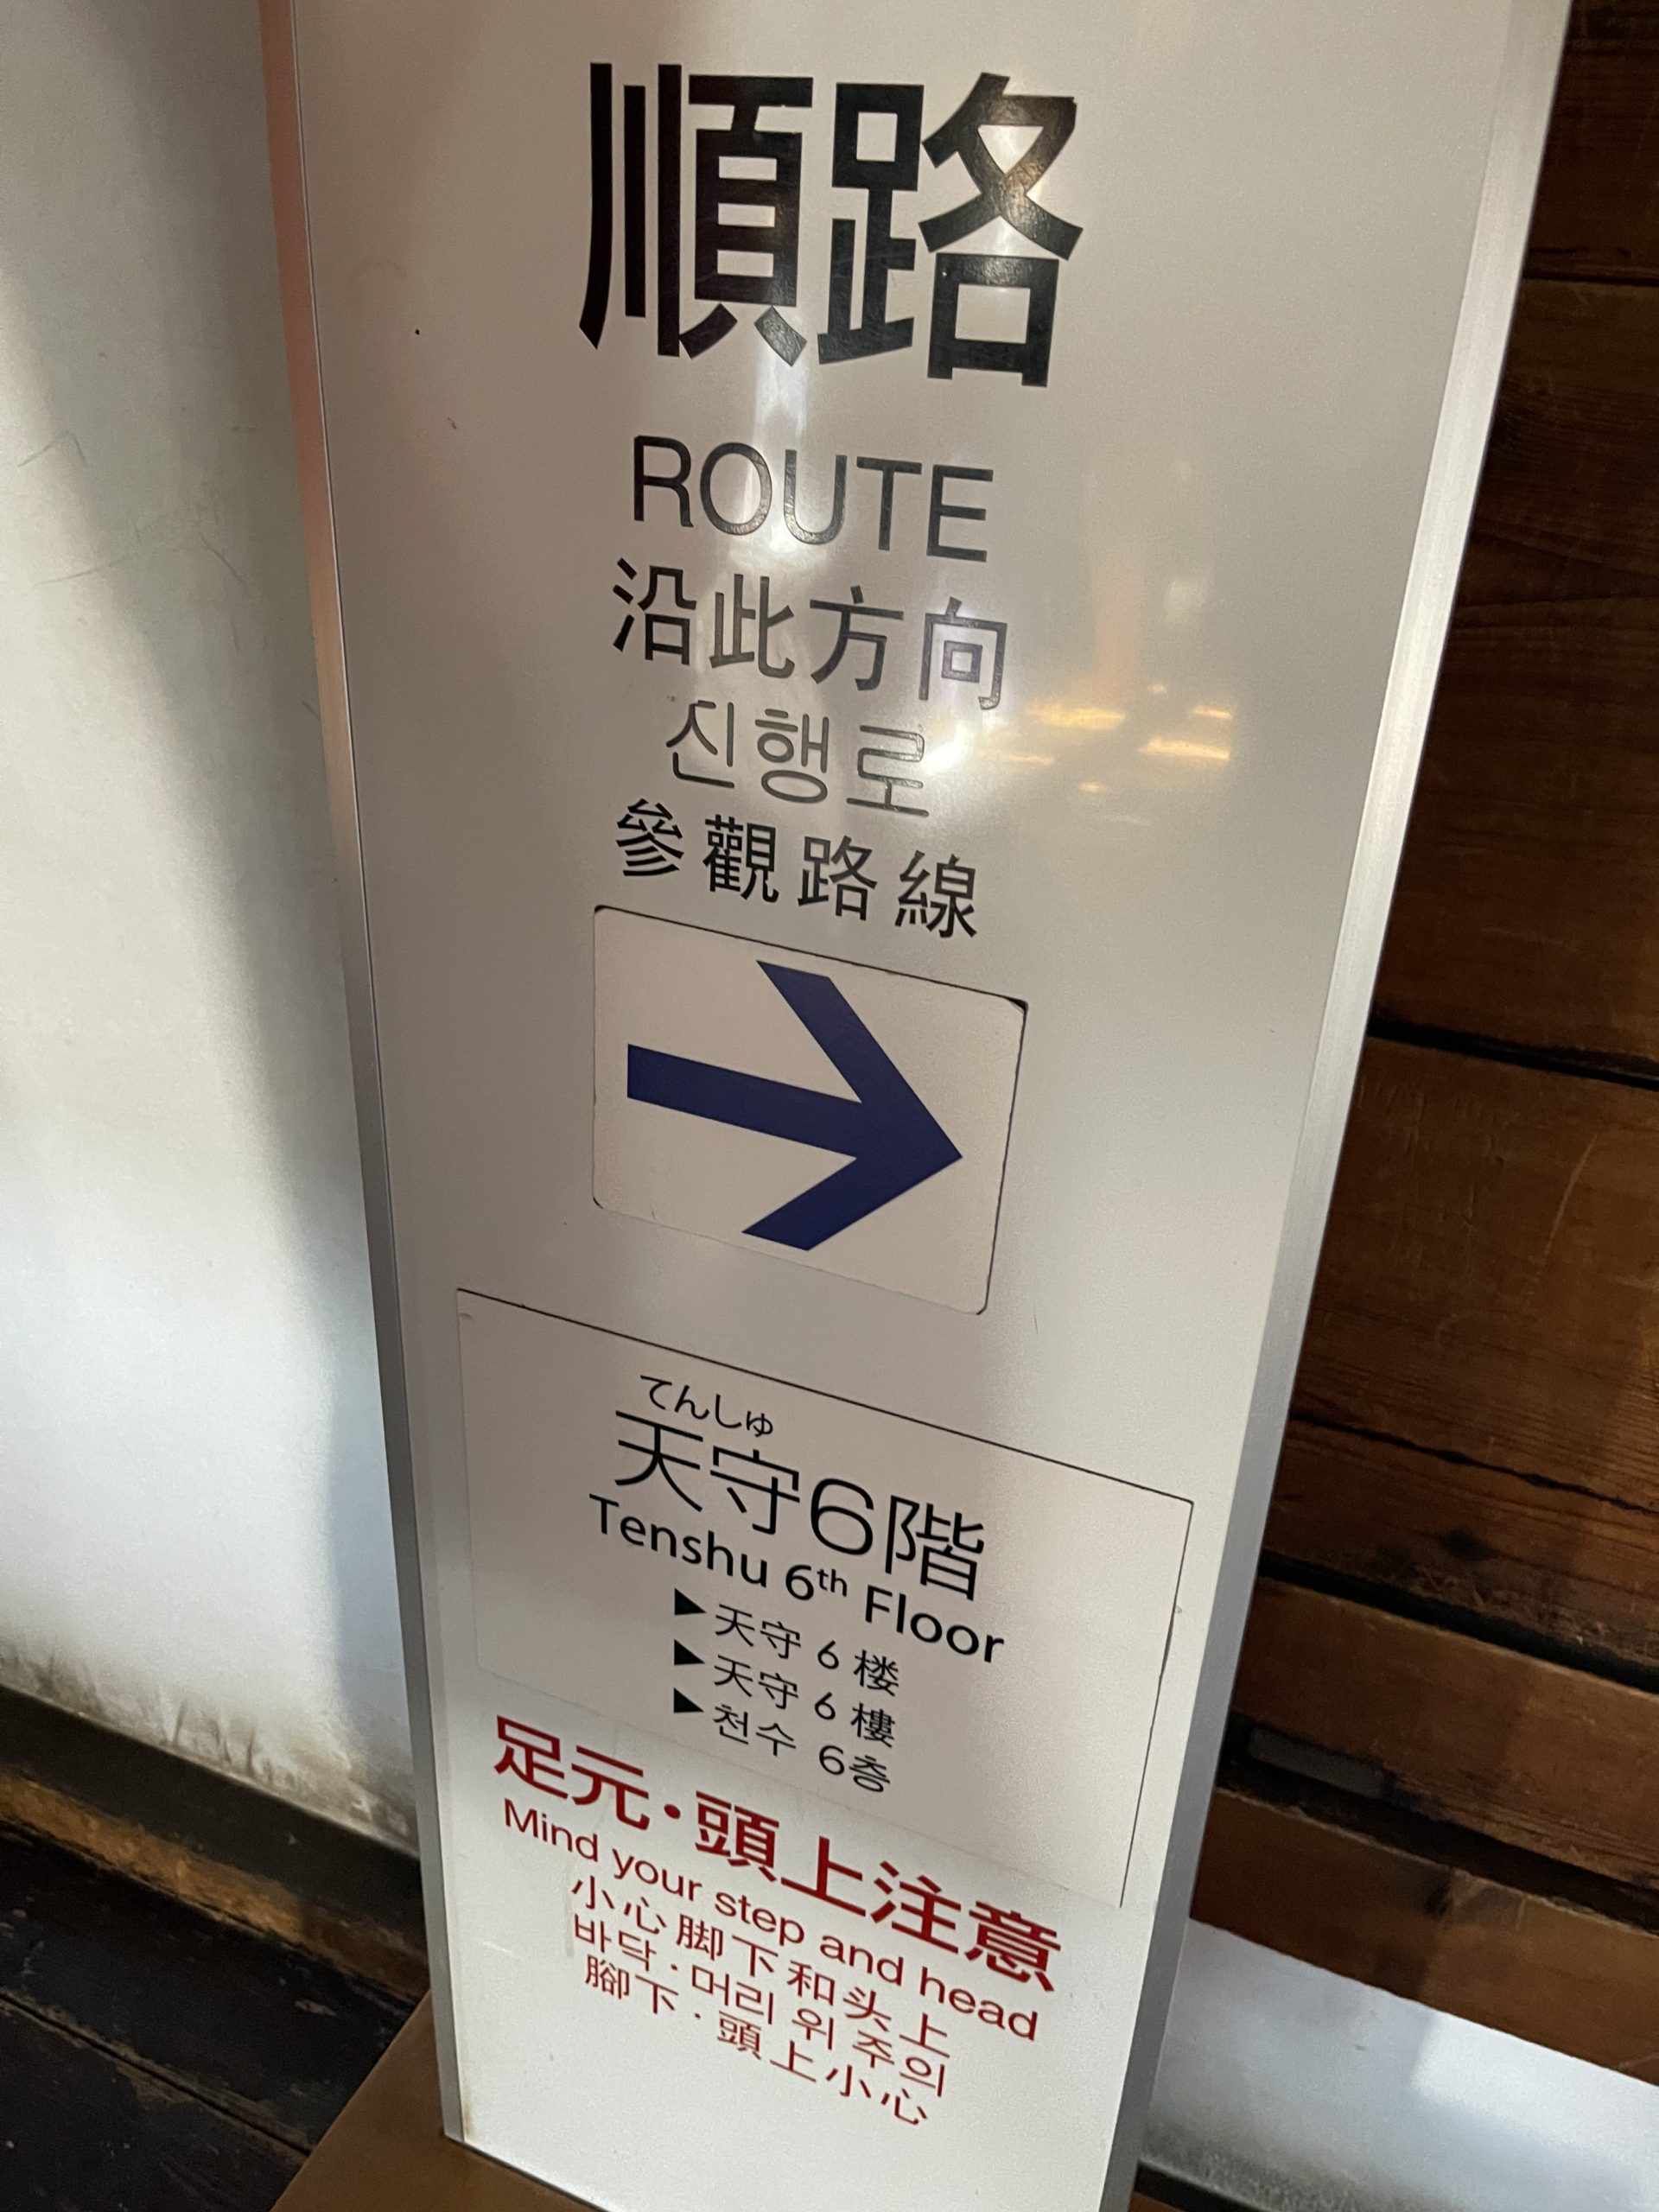 順路
ROUTE
沿此方向
진행로
參觀路線
てんしゅ
天守6階
Tenshu 6th Floor
▶天守 6 楼
▶天守 6 樓
▶천수 6층
足元・頭上注意
Mind your step and head
小心脚下和头上
바닥・머리 위 주의
腳下・頭上小心